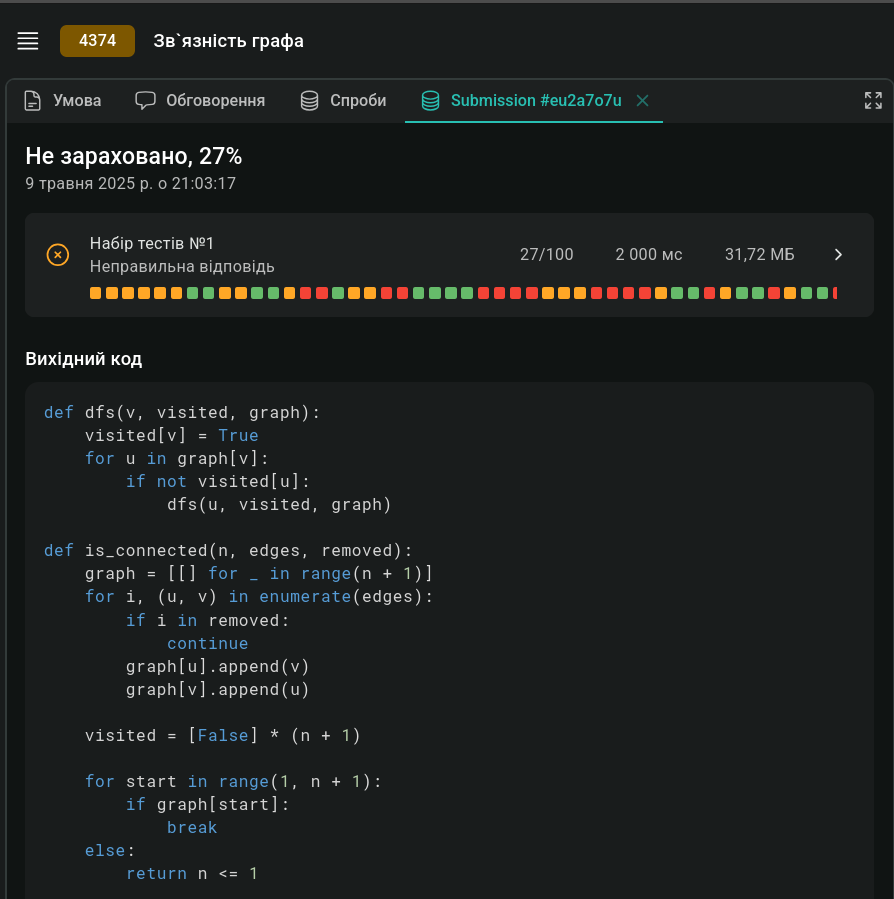 4374 Зв`язність графа
Умова Обговорення Спроби Submission #eu2a7o7u
Не зараховано, 27%
9 травня 2025 р. о 21:03:17
Набір тестів №1
Неправильна відповідь
27/100 2 000 мс 31,72 МБ
Вихідний код
def dfs(v, visited, graph):
    visited[v] = True
    for u in graph[v]:
        if not visited[u]:
            dfs(u, visited, graph)

def is_connected(n, edges, removed):
    graph = [[] for _ in range(n + 1)]
    for i, (u, v) in enumerate(edges):
        if i in removed:
            continue
        graph[u].append(v)
        graph[v].append(u)

    visited = [False] * (n + 1)

    for start in range(1, n + 1):
        if graph[start]:
            break
    else:
        return n <= 1